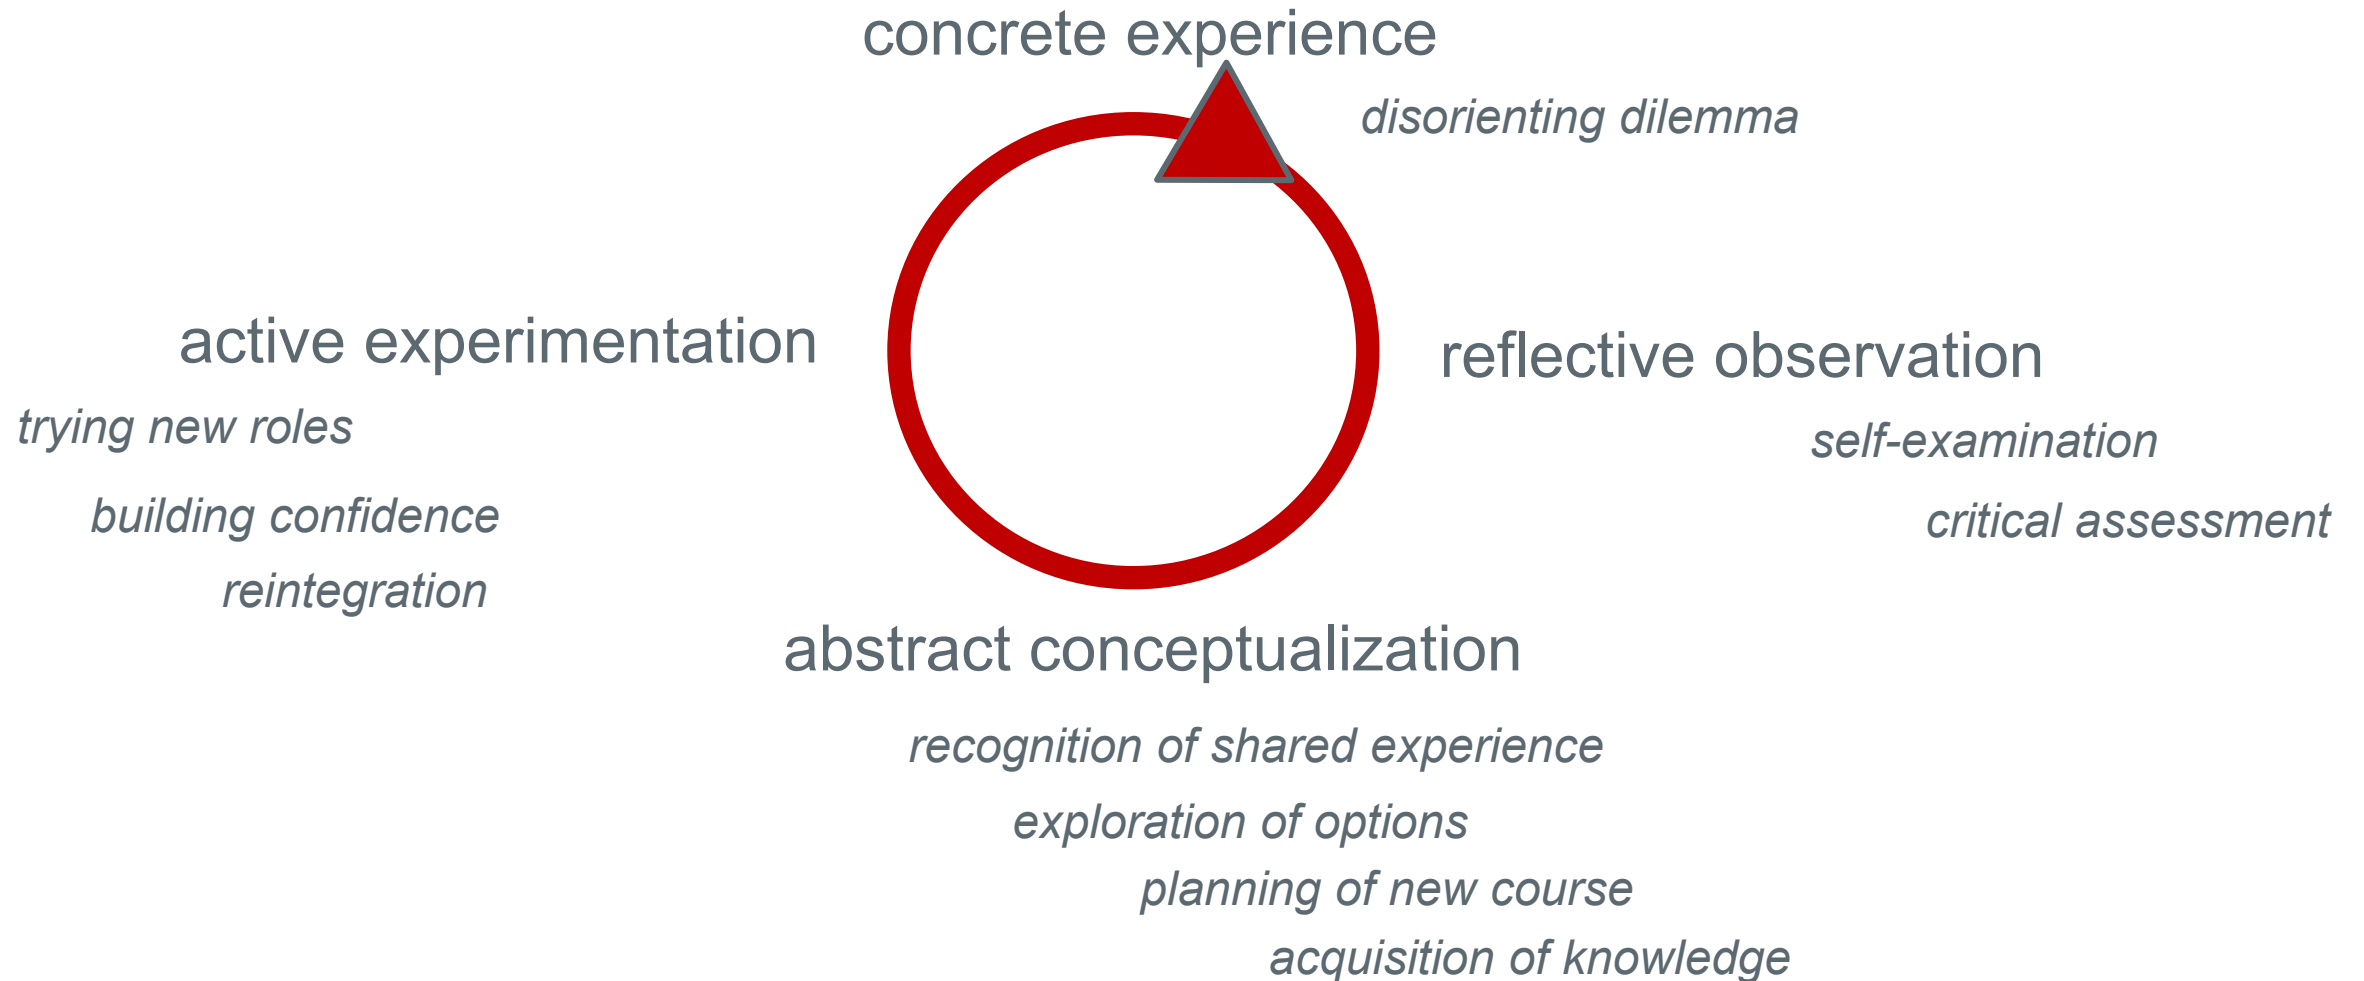 concrete experience
disorienting dilemma
active experimentation
reflective observation
trying new roles
self-examination
building confidence
critical assessment
reintegration
abstract conceptualization
recognition of shared experience
exploration of options
planning of new course
acquisition of knowledge